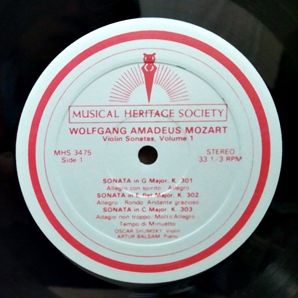 MUSICAL HERITAGE SOCIETY
WOLFGANG AMADEUS MOZART
Violin Sonatas, Volume 1
MHS 3475
STEREO
Side 1
33 1/3 RPM
SONATA in G Major, K. 301
Allegro con spirito · Allegro
SONATA in E Flat Major, K. 302
Allegro · Rondo: Andante grazioso
SONATA in C Major, K. 303
Adagio non troppo: Molto Allegro
Tempo di Minuetto
OSCAR SHUMSKY Violin
ARTUR BALSAM, Piano